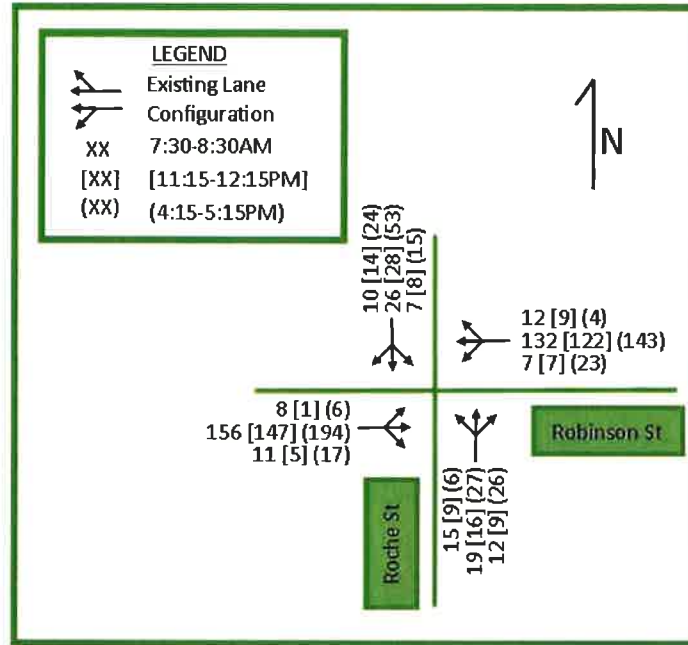 LEGEND
Existing Lane
Configuration
XX 7:30-8:30AM
[XX] [11:15-12:15PM]
(XX) (4:15-5:15PM)
N
10 [14] (24)
26 [28] (53)
7 [8] (15)
12 [9] (4)
132 [122] (143)
7 [7] (23)
8 [1] (6)
156 [147] (194)
11 [5] (17)
Robinson St
Roche St
15 [9] (6)
19 [16] (27)
12 [9] (26)